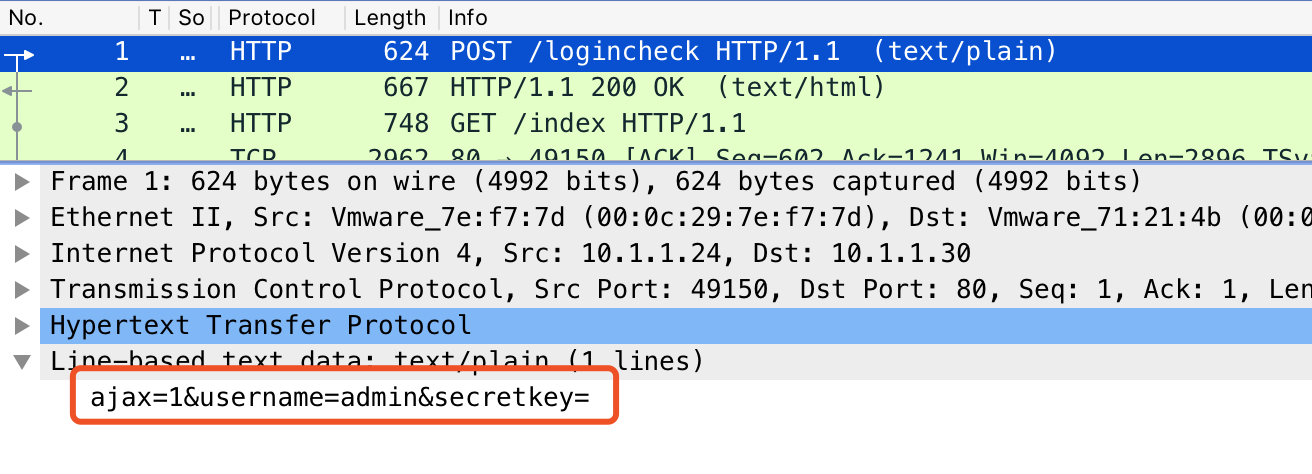 No. T So Protocol Length Info
1 … HTTP 624 POST /logincheck HTTP/1.1 (text/plain)
2 … HTTP 667 HTTP/1.1 200 OK (text/html)
3 … HTTP 748 GET /index HTTP/1.1
4 TCP 2962 80 → 49150 [ACK] Seq=602 Ack=1241 Win=4092 Len=2896
Frame 1: 624 bytes on wire (4992 bits), 624 bytes captured (4992 bits)
Ethernet II, Src: Vmware_7e:f7:7d (00:0c:29:7e:f7:7d), Dst: Vmware_71:21:4b (00:0
Internet Protocol Version 4, Src: 10.1.1.24, Dst: 10.1.1.30
Transmission Control Protocol, Src Port: 49150, Dst Port: 80, Seq: 1, Ack: 1, Len
Hypertext Transfer Protocol
Line-based text data: text/plain (1 lines)
ajax=1&username=admin&secretkey=